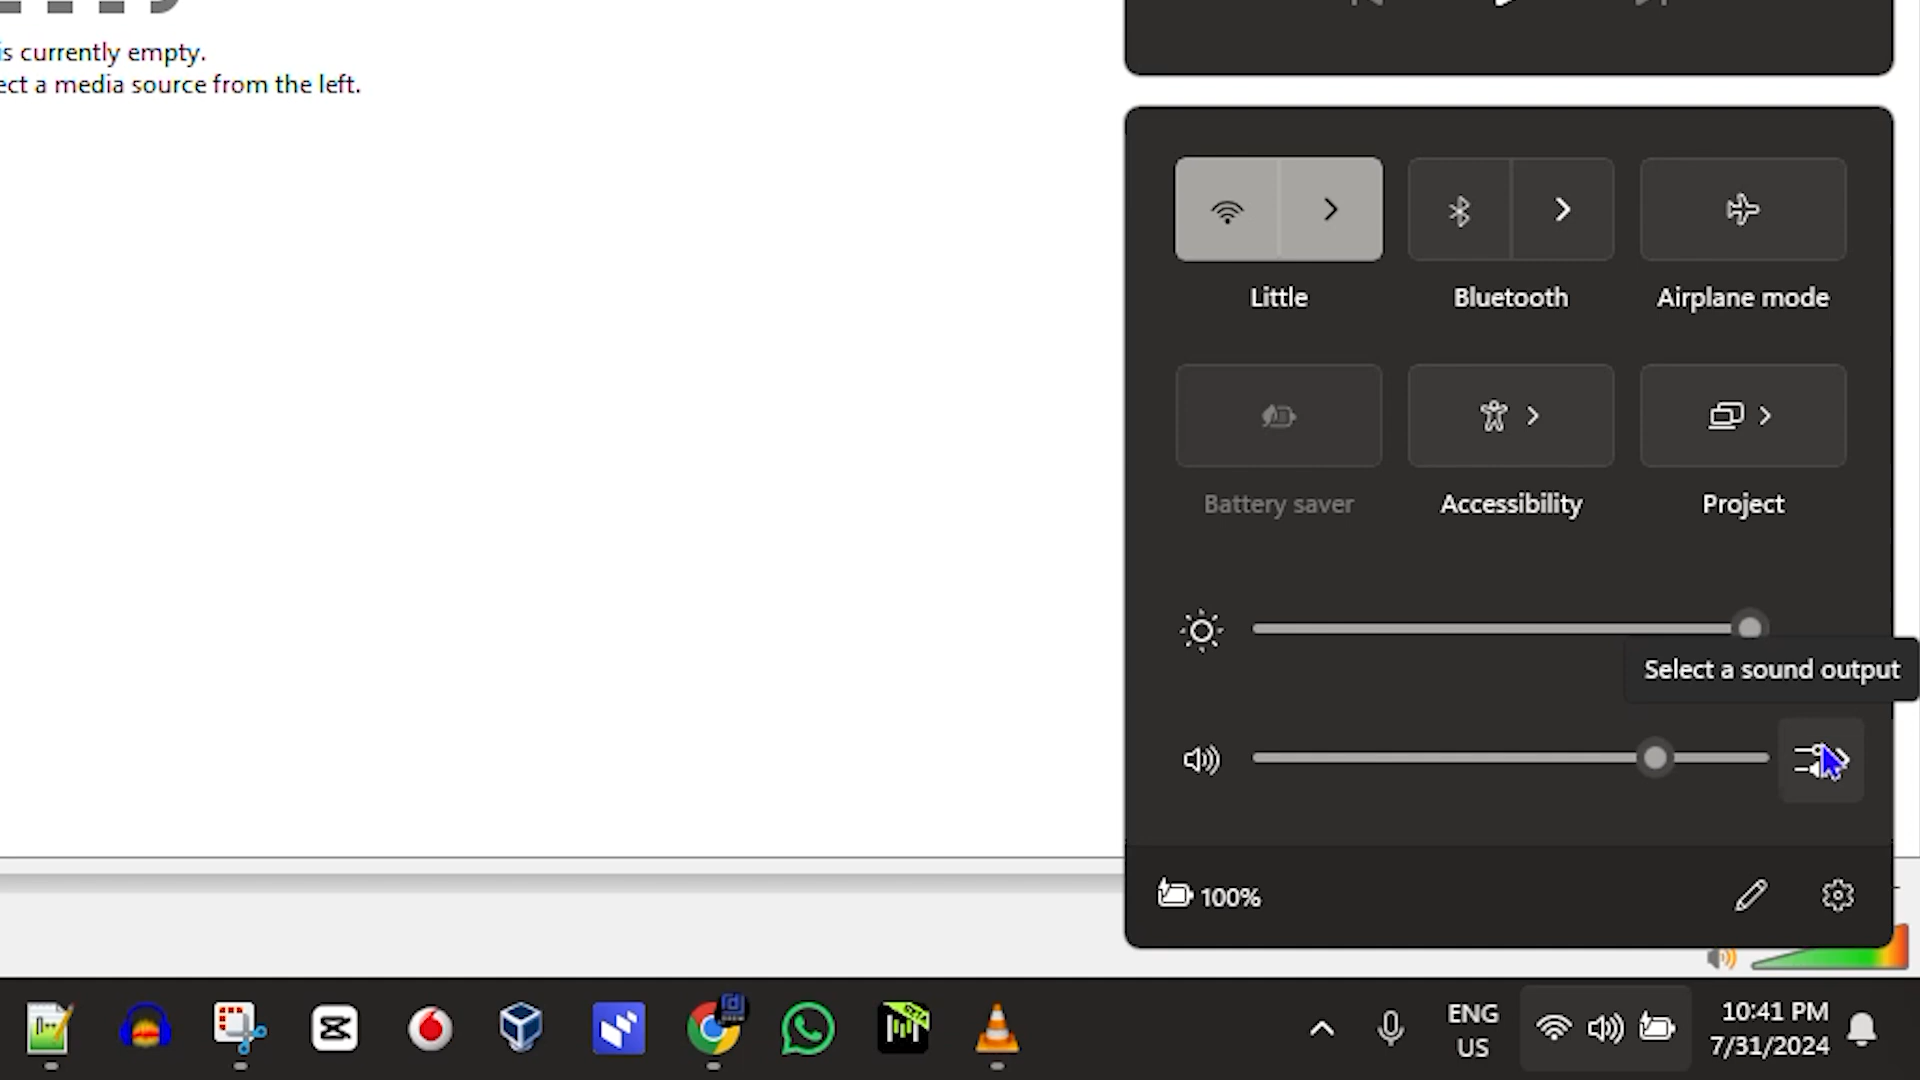 is currently empty.
ect a media source from the left.
Little
Bluetooth
Airplane mode
Battery saver
Accessibility
Project
Select a sound output
100%
ENG
US
10:41 PM
7/31/2024